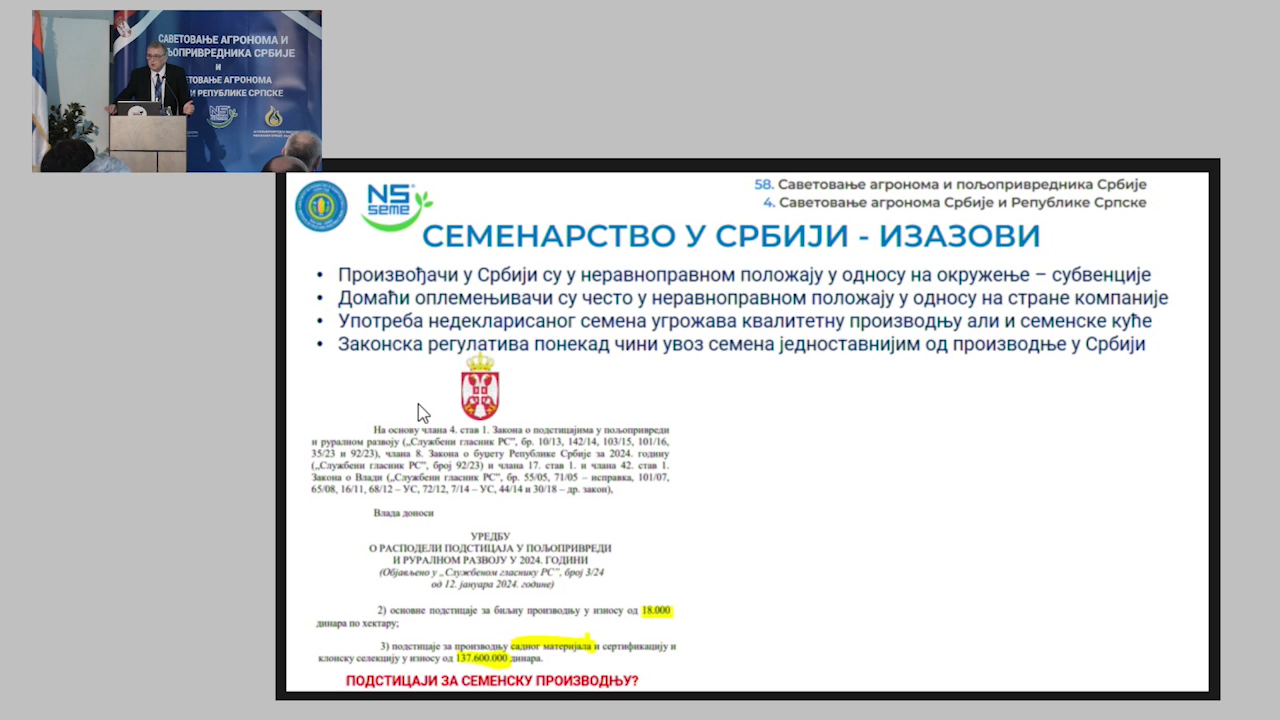 САВЕТОВАЊЕ АГРОНОМА И
ЉОПРИВРЕДНИКА СРБИЈЕ
И
ЕТОВАЊЕ АГРОНОМА
И РЕПУБЛИКЕ СРПСКЕ
NS
NS
seme
58. Саветовање агронома и пољопривредника Србије
4. Саветовање агронома Србије и Републике Српске
СЕМЕНАРСТВО У СРБИЈИ - ИЗАЗОВИ
• Произвођачи у Србији су у неравноправном положају у односу на окружење – субвенције
• Домаћи оплемењивачи су често у неравноправном положају у односу на стране компаније
• Употреба недекларисаног семена угрожава квалитетну производњу али и семенске куће
• Законска регулатива понекад чини увоз семена једноставнијим од производње у Србији
На основу члана 4. став 1. Закона о подстицајима у пољопривреди
и руралном развоју („Службени гласник РС”, бр. 10/13, 142/14, 103/15, 101/16,
35/23 и 92/23), члана 8. Закона о буџету Републике Србије за 2024. годину
(„Службени гласник РС”, број 92/23) и члана 17. став 1. и члана 42. став 1.
Закона о Влади („Службени гласник РС”, бр. 55/05, 71/05 – исправка, 101/07,
65/08, 16/11, 68/12 – УС, 72/12, 7/14 – УС, 44/14 и 30/18 – др. закон),
Влада доноси
УРЕДБУ
О РАСПОДЕЛИ ПОДСТИЦАЈА У ПОЉОПРИВРЕДИ
И РУРАЛНОМ РАЗВОЈУ У 2024. ГОДИНИ
(Објављено у „Службеном гласнику РС”, број 3/24
од 12. јануара 2024. године)
2) основне подстицаје за биљну производњу у износу од 18.000
динара по хектару;
3) подстицаје за производњу садног материјала и сертификацију и
клонску селекцију у износу од 137.600.000 динара.
ПОДСТИЦАЈИ ЗА СЕМЕНСКУ ПРОИЗВОДЊУ?